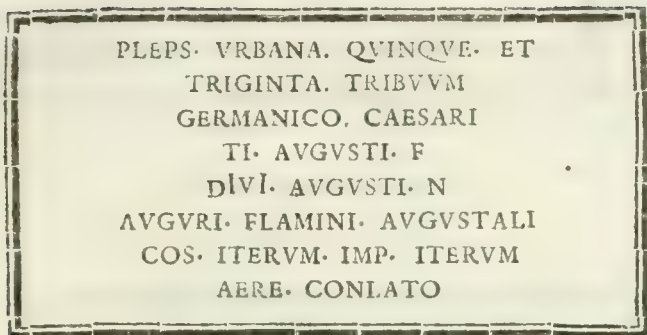 PLEPS· VRBANA. QVINQVE· ET
TRIGINTA. TRIBVVM
GERMANICO. CAESARI
TI· AVGVSTI· F
DIVI· AVGVSTI· N
AVGVRI· FLAMINI· AVGVSTALI
COS· ITERVM· IMP· ITERVM
AERE· CONLATO